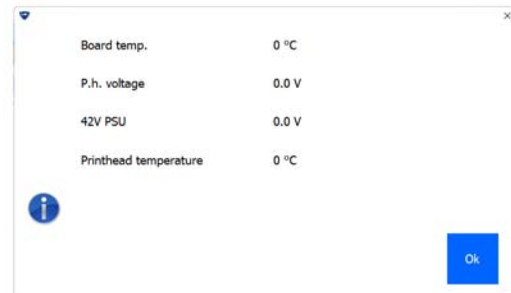 Board temp. 0 °C
P.h. voltage 0.0 V
42V PSU 0.0 V
Printhead temperature 0 °C
Ok